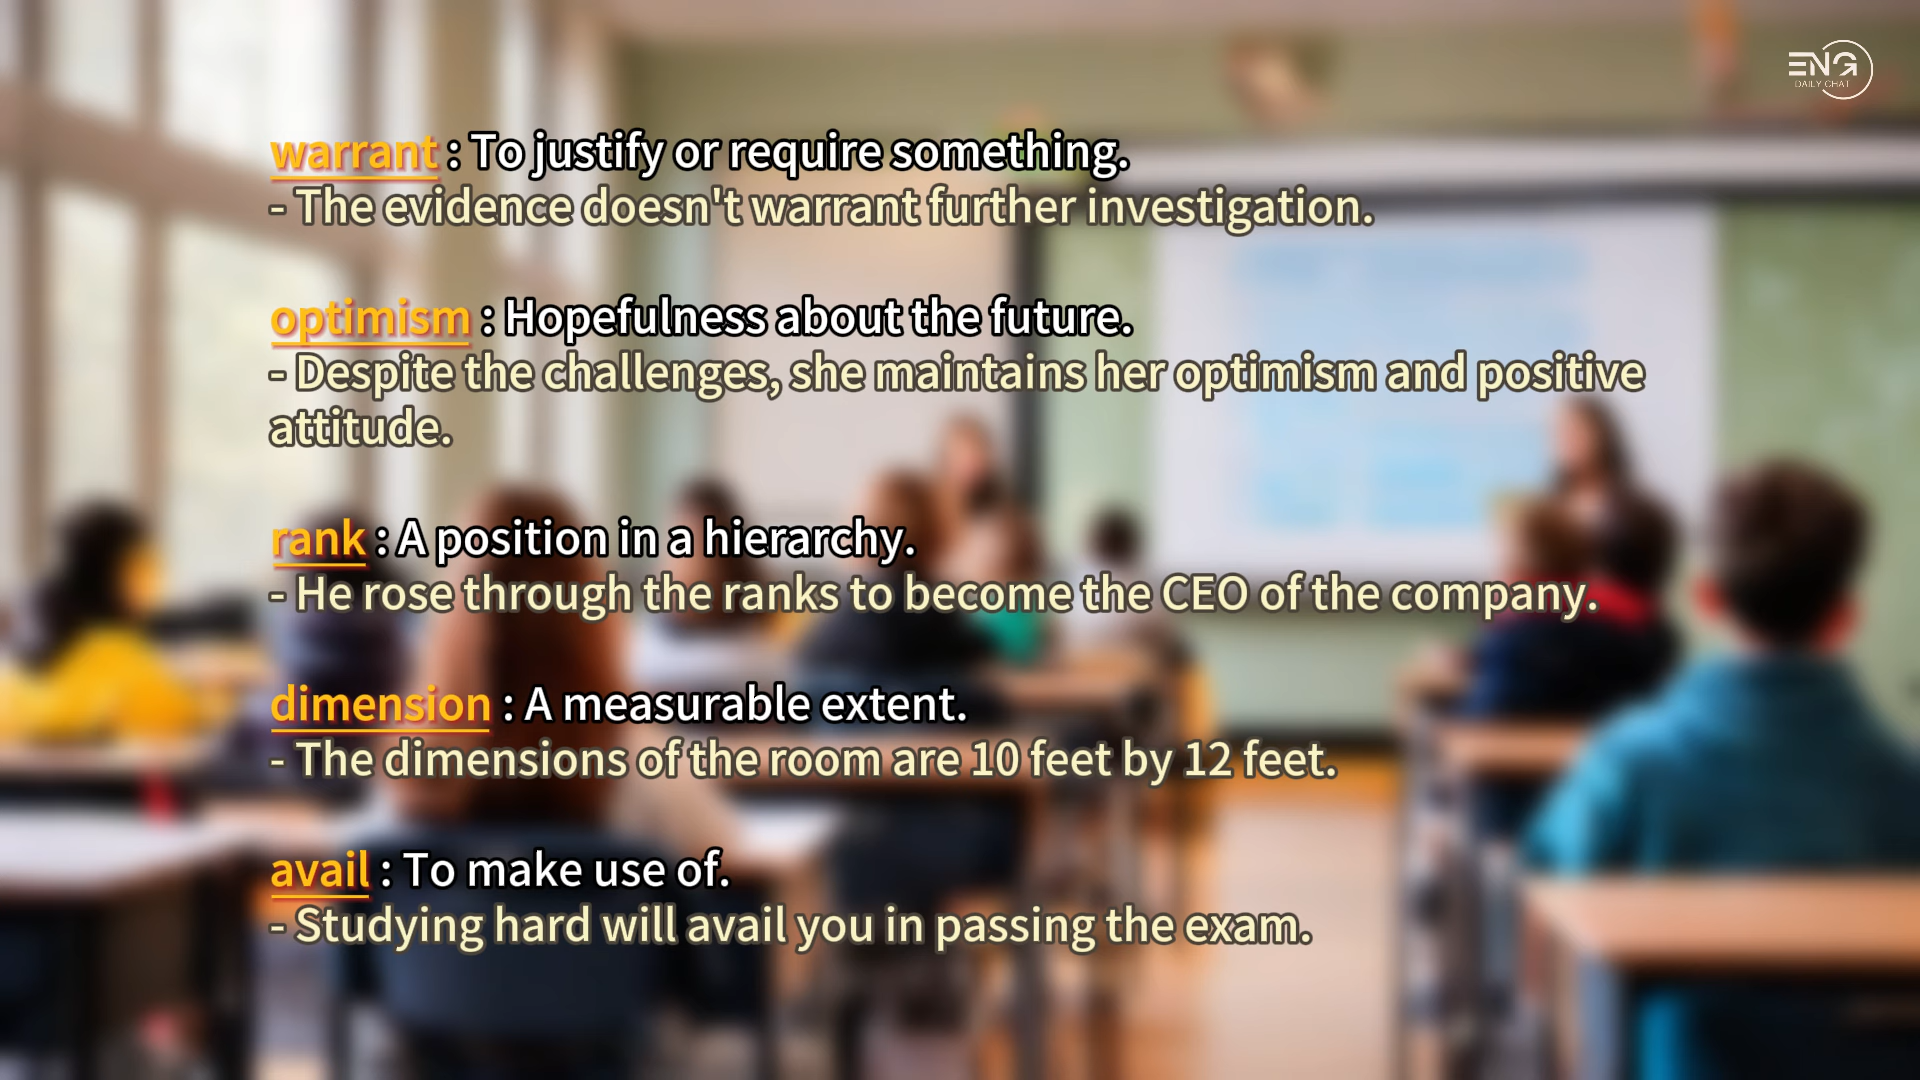 ENG
DAILY CHAT
warrant : To justify or require something.
- The evidence doesn't warrant further investigation.
optimism : Hopefulness about the future.
- Despite the challenges, she maintains her optimism and positive
attitude.
rank : A position in a hierarchy.
- He rose through the ranks to become the CEO of the company.
dimension : A measurable extent.
- The dimensions of the room are 10 feet by 12 feet.
avail : To make use of.
- Studying hard will avail you in passing the exam.